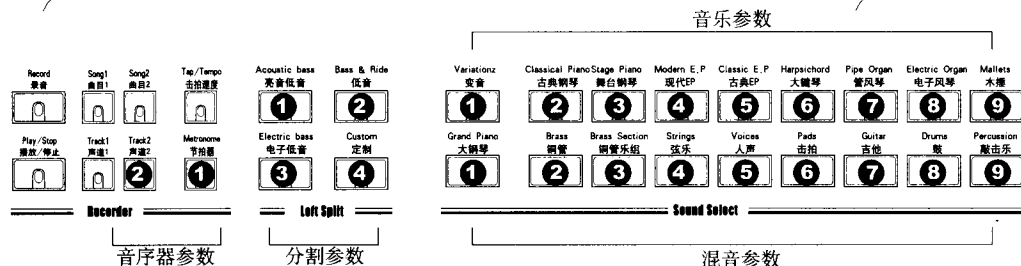 音乐参数
Record Song1 Song2 Tap/Tempo Acoustic bass Bass & Ride Variationz Classical Piano Stage Piano Modern E.P Classic E.P Harpsichord Pipe Organ Electric Organ Mallets
录音 曲目1 曲目2 击拍速度 亮音低音 低音 变音 古典钢琴 舞台钢琴 现代EP 古典EP 大键琴 管风琴 电子风琴 木捶
1 2 1 2 3 4 5 6 7 8 9
Play/Stop Track1 Track2 Metronome Electric bass Custom Grand Piano Brass Brass Section Strings Voices Pads Guitar Drums Percussion
播放/停止 声道1 声道2 节拍器 电子低音 定制 大钢琴 铜管 铜管乐组 弦乐 人声 击拍 吉他 鼓 敲击乐
2 1 3 4 1 2 3 4 5 6 7 8 9
Recorder Left Split Sound Select
音序器参数 分割参数 混音参数